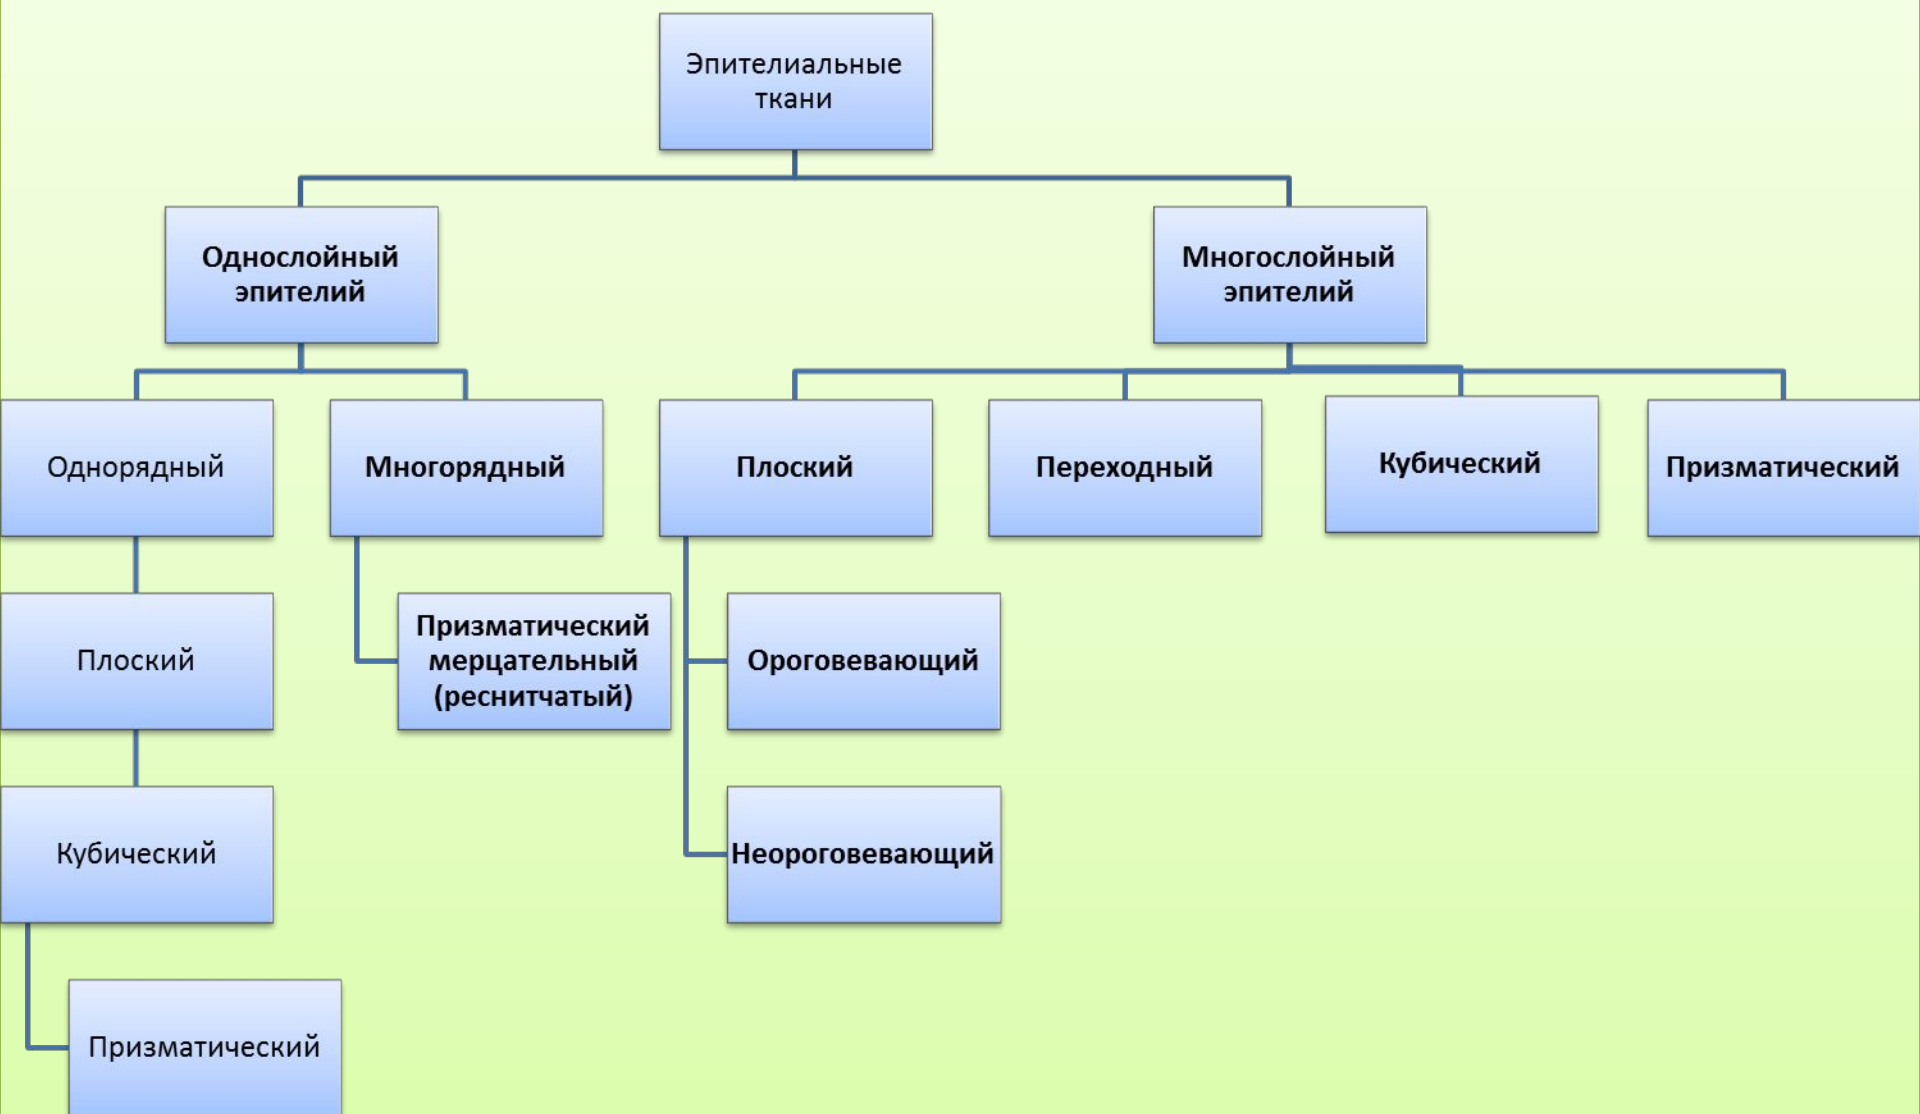 Эпителиальные
ткани
Однослойный
эпителий
Многослойный
эпителий
Однорядный
Многорядный
Плоский
Переходный
Кубический
Призматический
Плоский
Призматический
мерцательный
(реснитчатый)
Ороговевающий
Кубический
Неороговевающий
Призматический